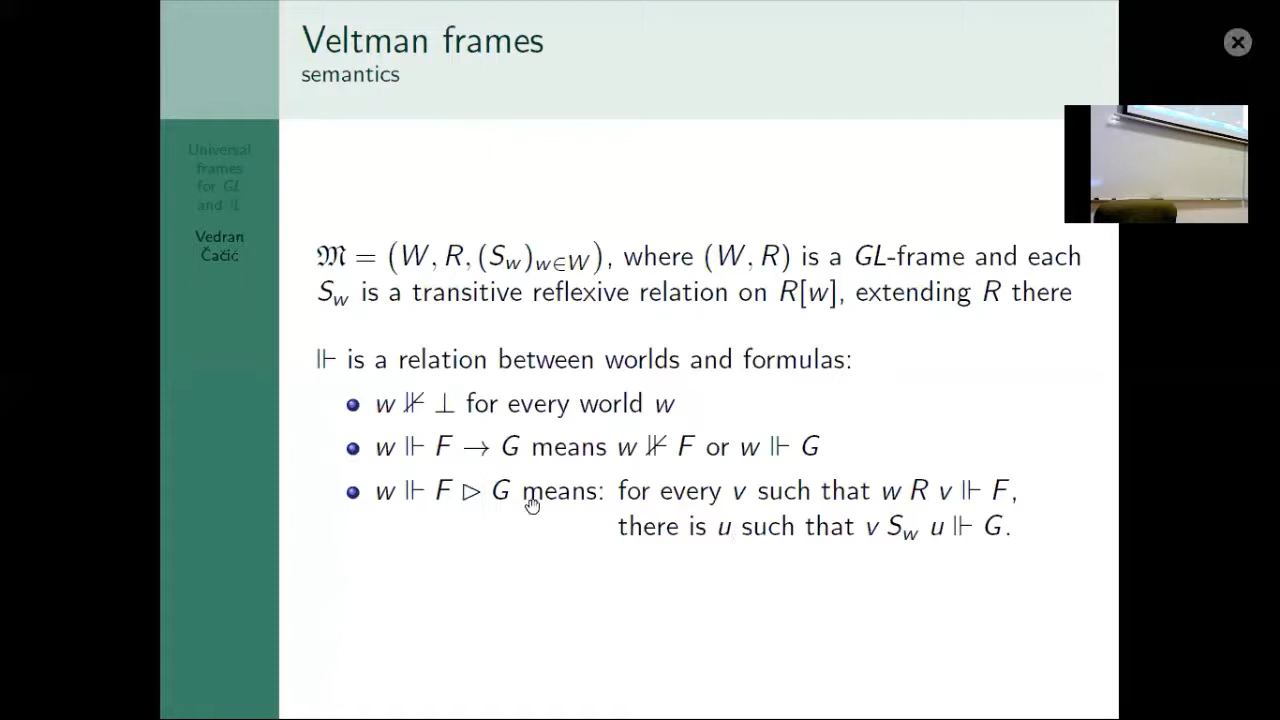 Veltman frames
semantics
Universal
frames
for GL
and IL
Vedran
Čačić
𝔐 = (W, R, (S_w)_{w∈W}), where (W, R) is a GL-frame and each
S_w is a transitive reflexive relation on R[w], extending R there
⊩ is a relation between worlds and formulas:
• w ⊮ ⊥ for every world w
• w ⊩ F → G means w ⊮ F or w ⊩ G
• w ⊩ F ▷ G means: for every v such that w R v ⊩ F,
there is u such that v S_w u ⊩ G.